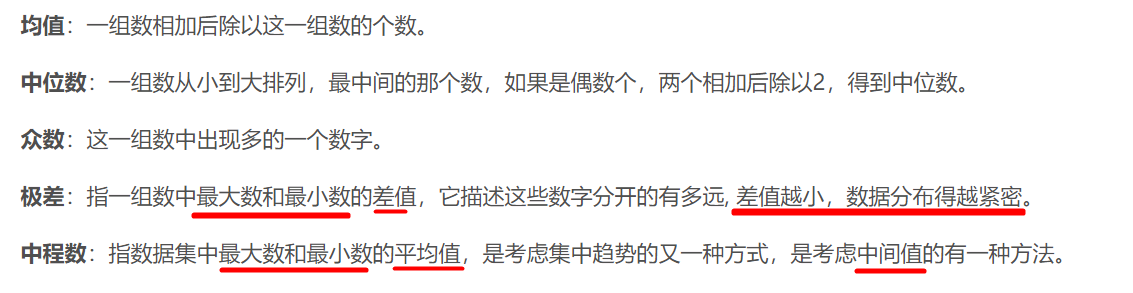 均值：一组数相加后除以这一组数的个数。
中位数：一组数从小到大排列，最中间的那个数，如果是偶数个，两个相加后除以2，得到中位数。
众数：这一组数中出现多的一个数字。
极差：指一组数中最大数和最小数的差值，它描述这些数字分开的有多远, 差值越小，数据分布得越紧密。
中程数：指数据集中最大数和最小数的平均值，是考虑集中趋势的又一种方式，是考虑中间值的有一种方法。